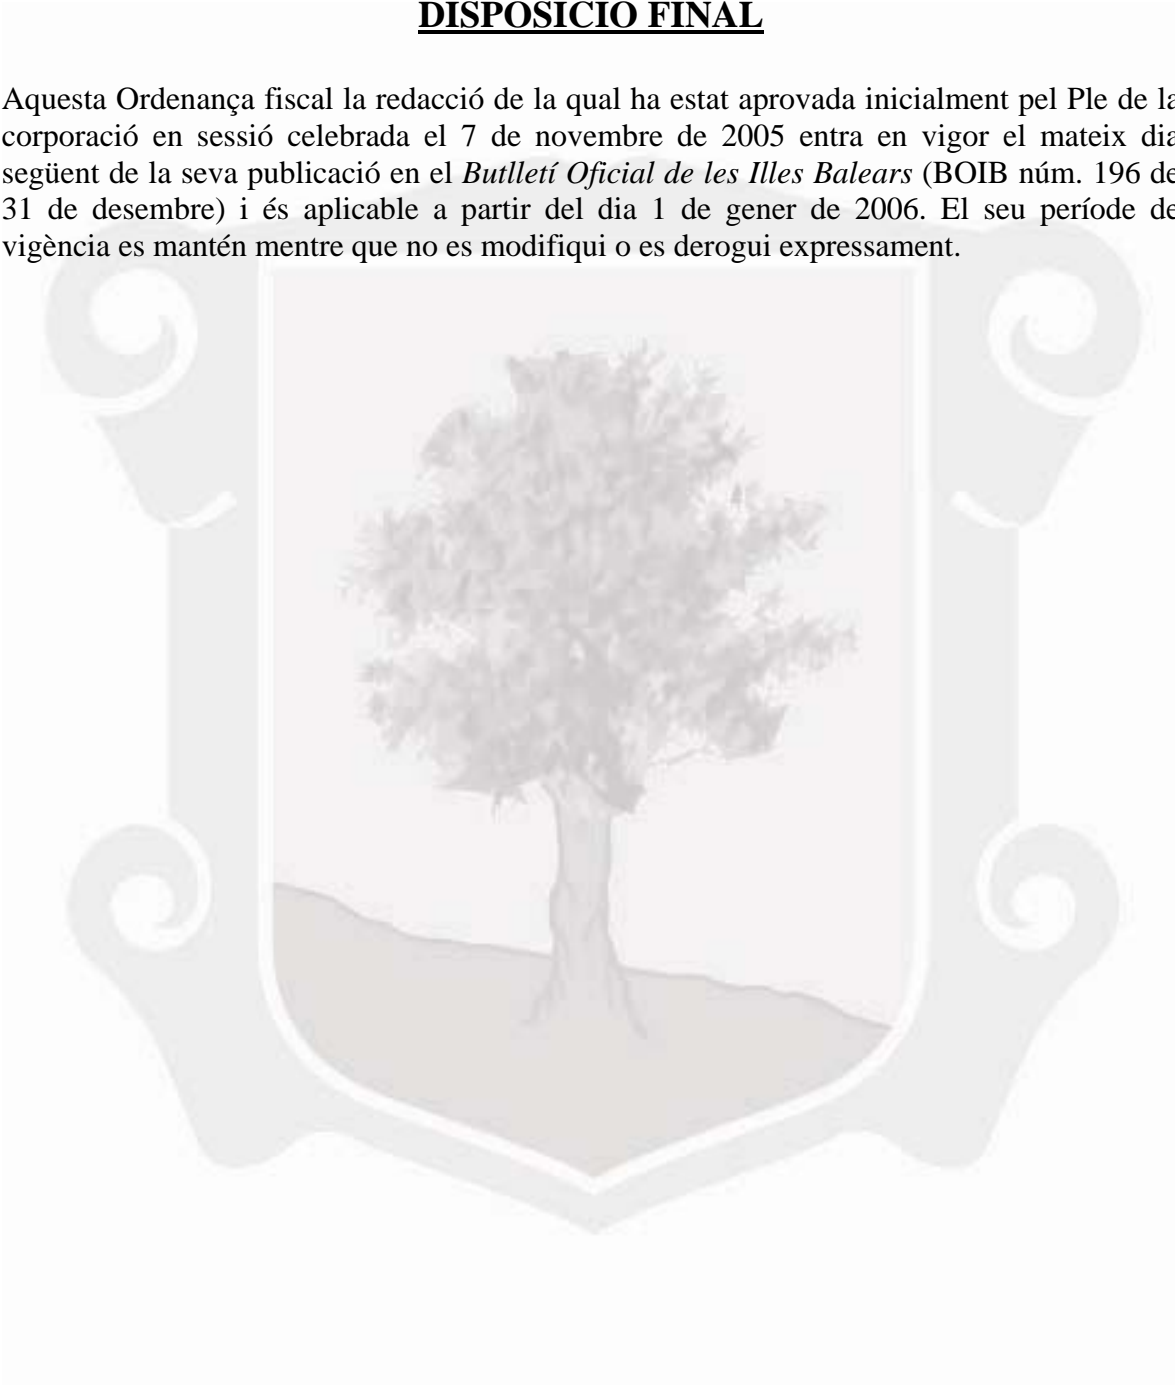 DISPOSICIÓ FINAL
Aquesta Ordenança fiscal la redacció de la qual ha estat aprovada inicialment pel Ple de la
corporació en sessió celebrada el 7 de novembre de 2005 entra en vigor el mateix dia
següent de la seva publicació en el Butlletí Oficial de les Illes Balears (BOIB núm. 196 de
31 de desembre) i és aplicable a partir del dia 1 de gener de 2006. El seu període de
vigència es mantén mentre que no es modifiqui o es derogui expressament.